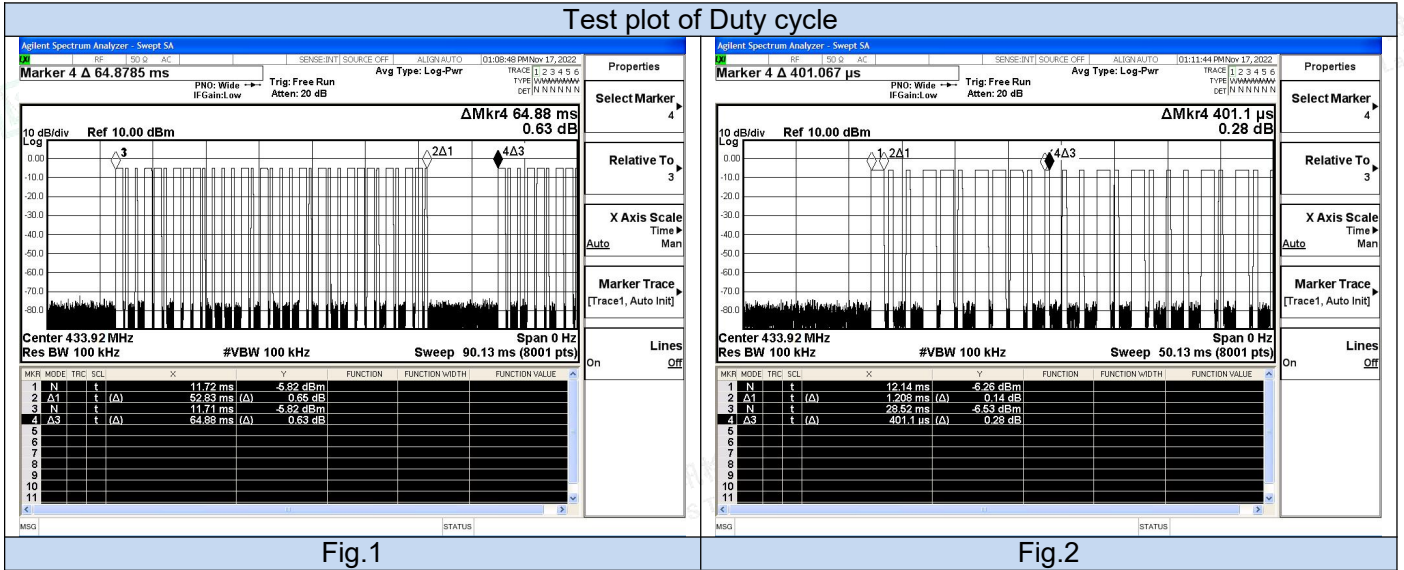 Test plot of Duty cycle
Agilent Spectrum Analyzer - Swept SA
RF 50 Ω AC SENSE:INT SOURCE OFF ALIGN AUTO 01:08:48 PM Nov 17, 2022
Marker 4 Δ 64.8785 ms
PNO: Wide
IFGain:Low
Trig: Free Run
Atten: 20 dB
Avg Type: Log-Pwr
TRACE 1 2 3 4 5 6
TYPE WWWWWW
DET N N N N N N
ΔMkr4 64.88 ms
0.63 dB
10 dB/div Ref 10.00 dBm
Log
0.00
-10.0
-20.0
-30.0
-40.0
-50.0
-60.0
-70.0
-80.0
3
2Δ1
4Δ3
Center 433.92 MHz Span 0 Hz
Res BW 100 kHz #VBW 100 kHz Sweep 90.13 ms (8001 pts)
MKR MODE TRC SCL X Y FUNCTION FUNCTION WIDTH FUNCTION VALUE
1 N t 11.72 ms -5.82 dBm
2 Δ1 t (Δ) 52.83 ms (Δ) 0.65 dB
3 N t 11.71 ms -5.82 dBm
4 Δ3 t (Δ) 64.88 ms (Δ) 0.63 dB
5
6
7
8
9
10
11
MSG STATUS
Properties
Select Marker
4
Relative To
3
X Axis Scale
Time
Auto Man
Marker Trace
[Trace1, Auto Init]
Lines
On Off
Fig.1
Agilent Spectrum Analyzer - Swept SA
RF 50 Ω AC SENSE:INT SOURCE OFF ALIGN AUTO 01:11:44 PM Nov 17, 2022
Marker 4 Δ 401.067 µs
PNO: Wide
IFGain:Low
Trig: Free Run
Atten: 20 dB
Avg Type: Log-Pwr
TRACE 1 2 3 4 5 6
TYPE WWWWWW
DET N N N N N N
ΔMkr4 401.1 µs
0.28 dB
10 dB/div Ref 10.00 dBm
Log
0.00
-10.0
-20.0
-30.0
-40.0
-50.0
-60.0
-70.0
-80.0
1
2Δ1
4Δ3
Center 433.92 MHz Span 0 Hz
Res BW 100 kHz #VBW 100 kHz Sweep 50.13 ms (8001 pts)
MKR MODE TRC SCL X Y FUNCTION FUNCTION WIDTH FUNCTION VALUE
1 N t 12.14 ms -6.26 dBm
2 Δ1 t (Δ) 1.208 ms (Δ) 0.14 dB
3 N t 28.52 ms -6.53 dBm
4 Δ3 t (Δ) 401.1 µs (Δ) 0.28 dB
5
6
7
8
9
10
11
MSG STATUS
Properties
Select Marker
4
Relative To
3
X Axis Scale
Time
Auto Man
Marker Trace
[Trace1, Auto Init]
Lines
On Off
Fig.2